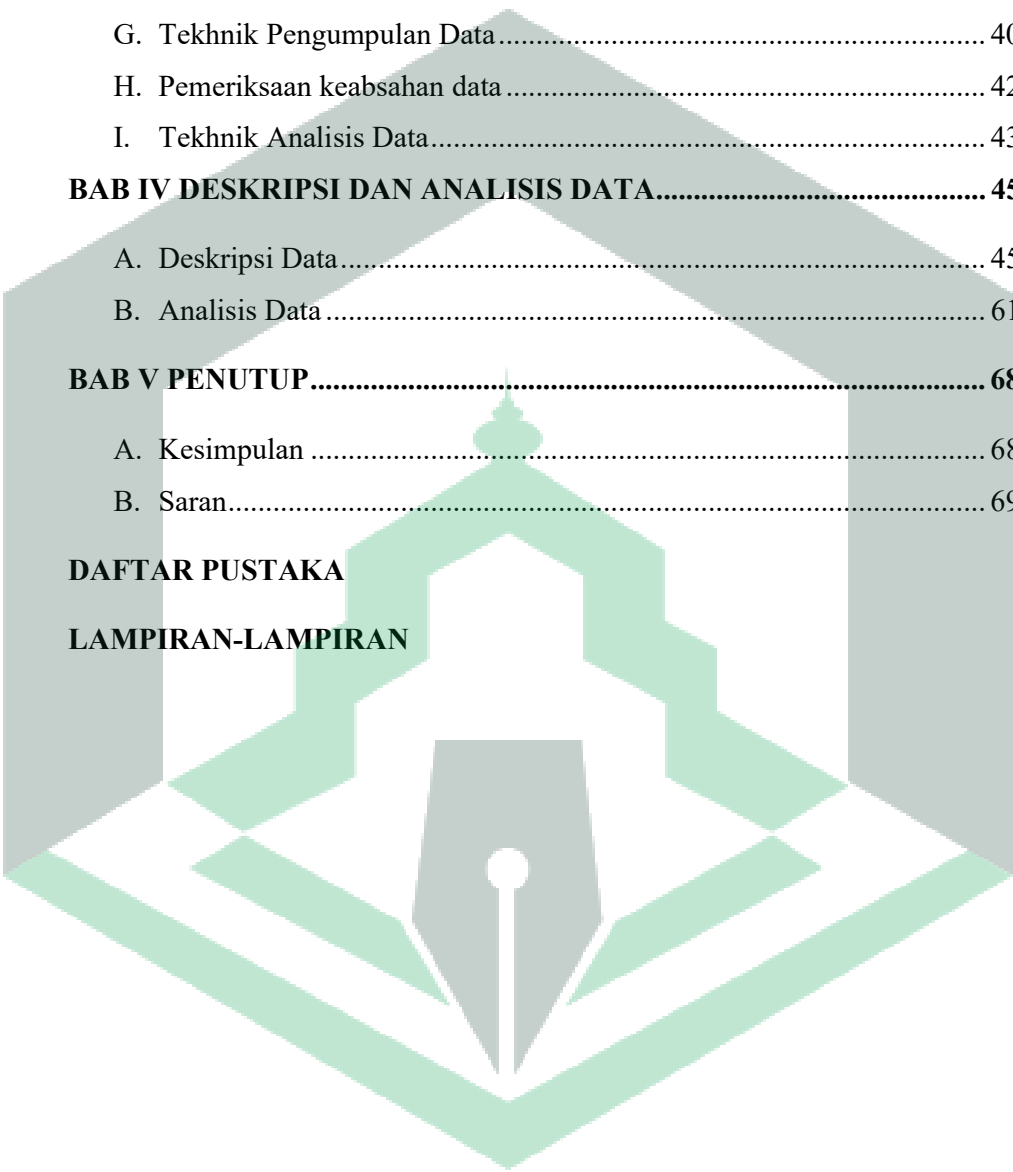 G. Tekhnik Pengumpulan Data........................................................................ 40
H. Pemeriksaan keabsahan data ...................................................................... 42
I. Tekhnik Analisis Data................................................................................. 43
BAB IV DESKRIPSI DAN ANALISIS DATA............................................... 45
A. Deskripsi Data............................................................................................ 45
B. Analisis Data .............................................................................................. 61
BAB V PENUTUP................................................................................................ 68
A. Kesimpulan ................................................................................................ 68
B. Saran........................................................................................................... 69
DAFTAR PUSTAKA
LAMPIRAN-LAMPIRAN